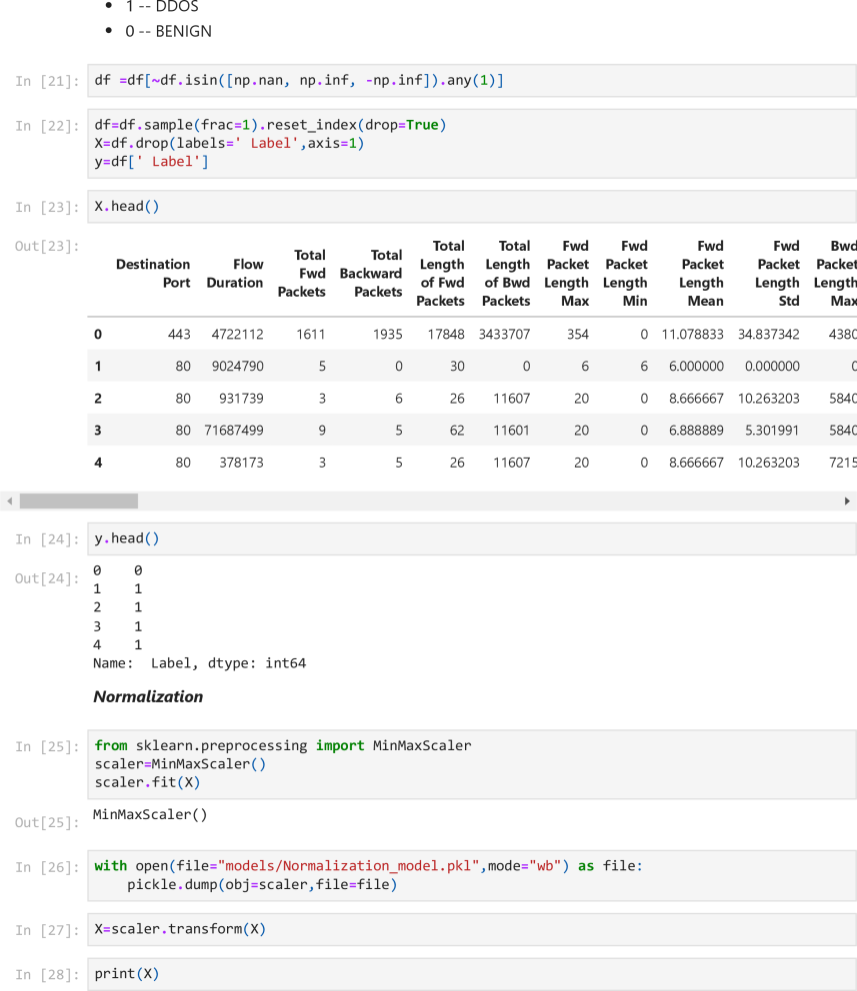 • 1 -- DDOS
• 0 -- BENIGN
In [21]: df =df[~df.isin([np.nan, np.inf, -np.inf]).any(1)]
In [22]: df=df.sample(frac=1).reset_index(drop=True)
X=df.drop(labels=' Label',axis=1)
y=df[' Label']
In [23]: X.head()
Out[23]:
Destination Port Flow Duration Total Fwd Packets Total Backward Packets Total Length of Fwd Packets Total Length of Bwd Packets Fwd Packet Length Max Fwd Packet Length Min Fwd Packet Length Mean Fwd Packet Length Std Bwd Packet Length Max
0 443 4722112 1611 1935 17848 3433707 354 0 11.078833 34.837342 4380
1 80 9024790 5 0 30 0 6 6 6.000000 0.000000 0
2 80 931739 3 6 26 11607 20 0 8.666667 10.263203 5840
3 80 71687499 9 5 62 11601 20 0 6.888889 5.301991 5840
4 80 378173 3 5 26 11607 20 0 8.666667 10.263203 7215
In [24]: y.head()
Out[24]: 0 0
1 1
2 1
3 1
4 1
Name:  Label, dtype: int64
Normalization
In [25]: from sklearn.preprocessing import MinMaxScaler
scaler=MinMaxScaler()
scaler.fit(X)
Out[25]: MinMaxScaler()
In [26]: with open(file="models/Normalization_model.pkl",mode="wb") as file:
    pickle.dump(obj=scaler,file=file)
In [27]: X=scaler.transform(X)
In [28]: print(X)